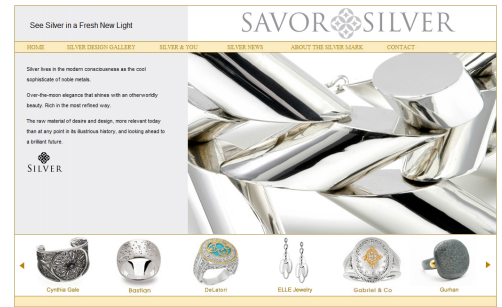 See Silver in a Fresh New Light
SAVOR SILVER
HOME SILVER DESIGN GALLERY SILVER & YOU SILVER NEWS ABOUT THE SILVER MARK CONTACT
Silver lives in the modern consciousness as the cool
sophisticate of noble metals.
Over-the-moon elegance that shines with an otherworldly
beauty. Rich in the most refined way.
The raw material of desire and design, more relevant today
than at any point in its illustrious history, and looking ahead to
a brilliant future.
SILVER
Cynthia Gale Bastian DeLatori ELLE Jewelry Gabriel & Co Gurhan